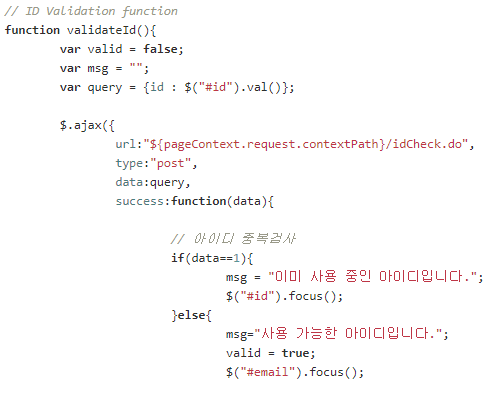 // ID Validation function
function validateId(){
var valid = false;
var msg = "";
var query = {id : $("#id").val()};
$.ajax({
url:"${pageContext.request.contextPath}/idCheck.do",
type:"post",
data:query,
success:function(data){
// 아이디 중복검사
if(data==1){
msg = "이미 사용 중인 아이디입니다.";
$("#id").focus();
}else{
msg="사용 가능한 아이디입니다.";
valid = true;
$("#email").focus();